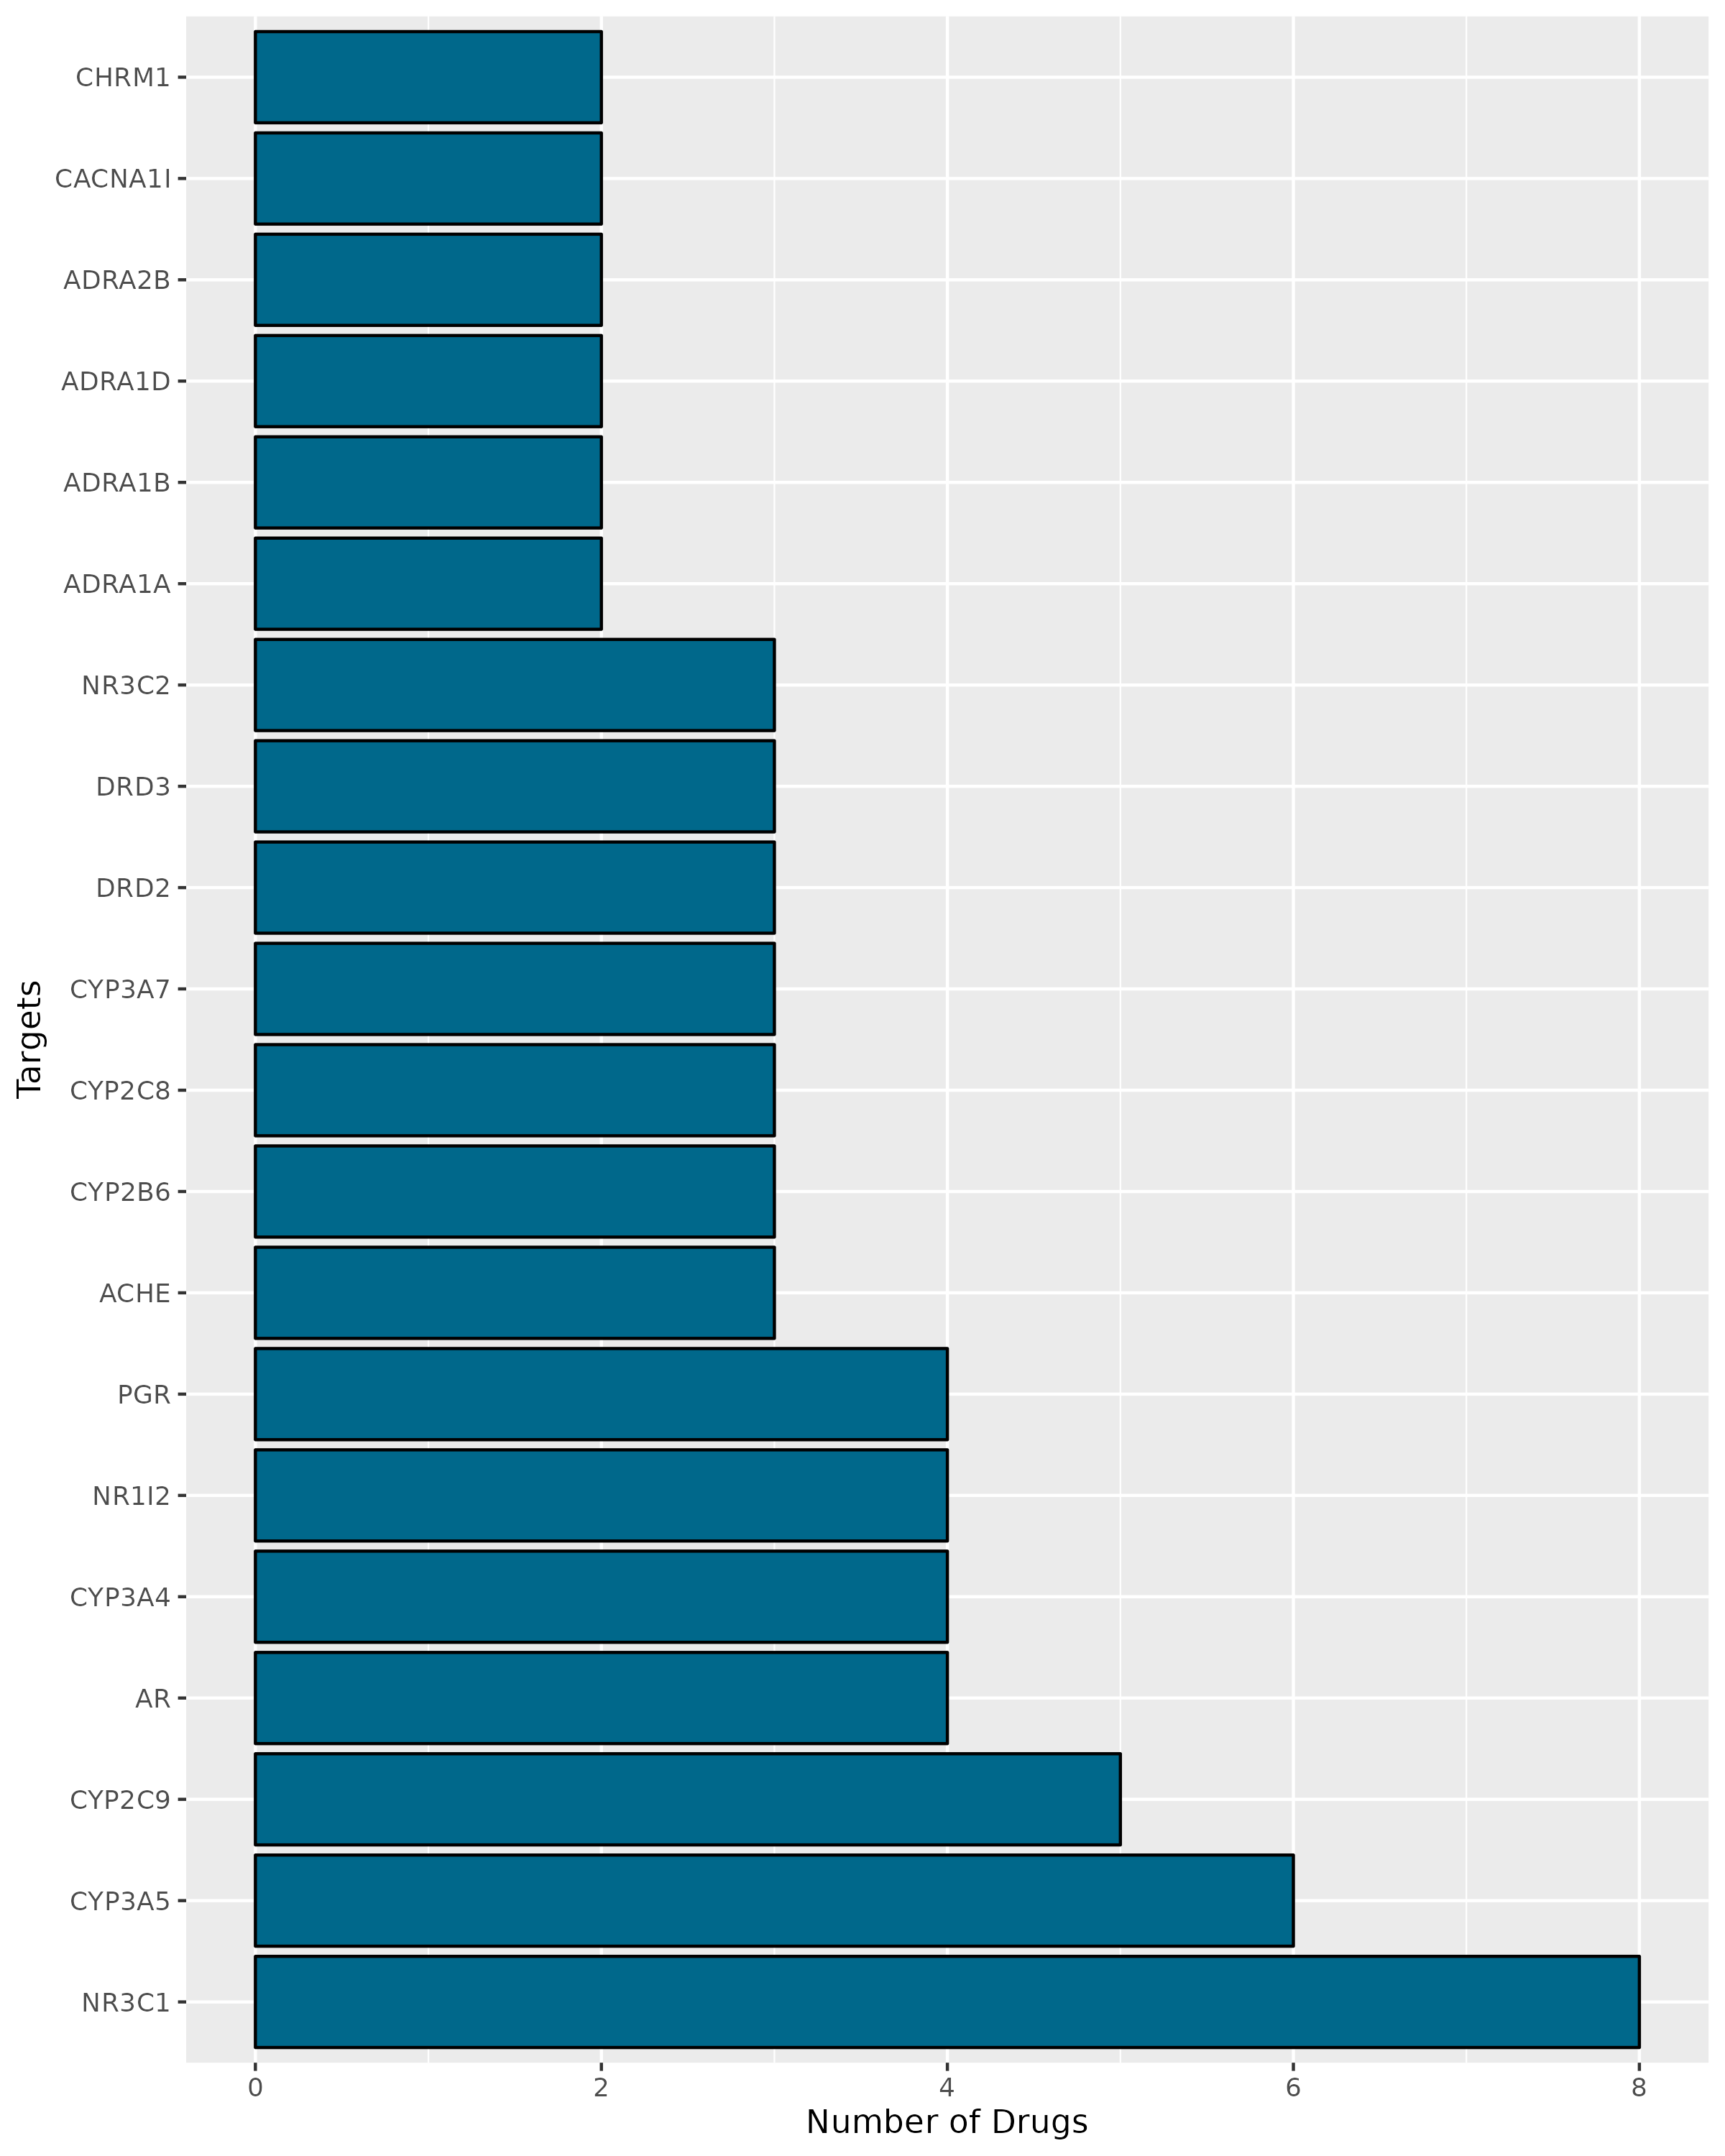 CHRM1
CACNA1I
ADRA2B
ADRA1D
ADRA1B
ADRA1A
NR3C2
DRD3
DRD2
CYP3A7
CYP2C8
CYP2B6
ACHE
PGR
NR1I2
CYP3A4
AR
CYP2C9
CYP3A5
NR3C1
Targets
0 2 4 6 8
Number of Drugs